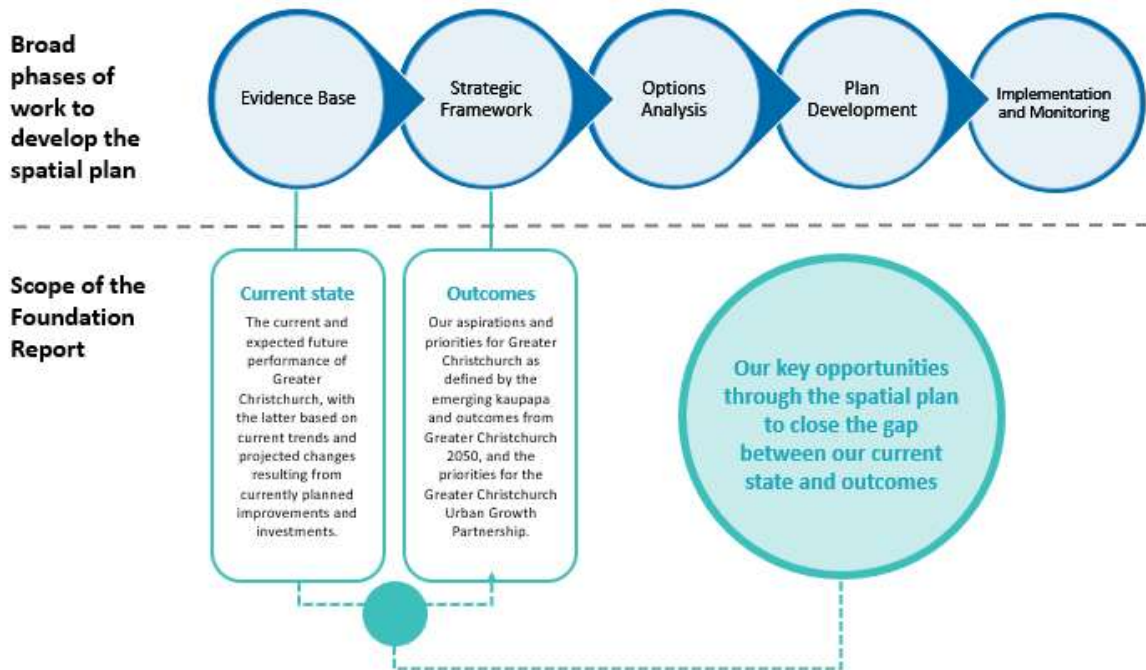 Broad
phases of
work to
develop the
spatial plan
Evidence Base
Strategic
Framework
Options
Analysis
Plan
Development
Implementation
and Monitoring
Scope of the
Foundation
Report
Current state
The current and
expected future
performance of
Greater
Christchurch, with
the latter based on
current trends and
projected changes
resulting from
currently planned
improvements and
investments.
Outcomes
Our aspirations and
priorities for Greater
Christchurch as
defined by the
emerging kaupapa
and outcomes from
Greater Christchurch
2050, and the
priorities for the
Greater Christchurch
Urban Growth
Partnership.
Our key opportunities
through the spatial plan
to close the gap
between our current
state and outcomes